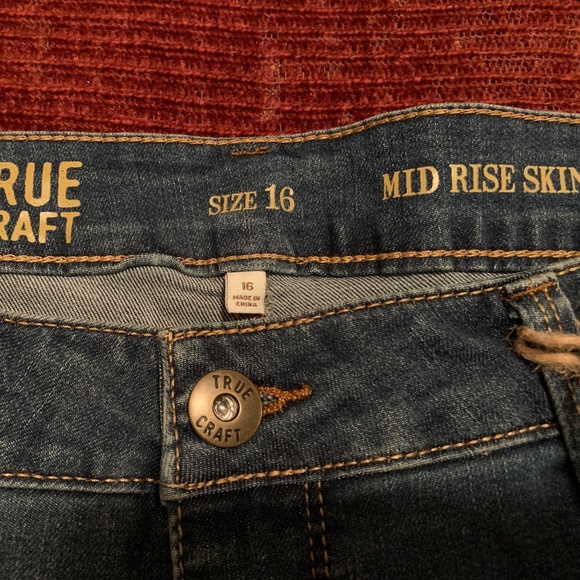 RUE
RAFT
SIZE 16
MID RISE SKIN
16
MADE IN
CHINA
TRUE
CRAFT